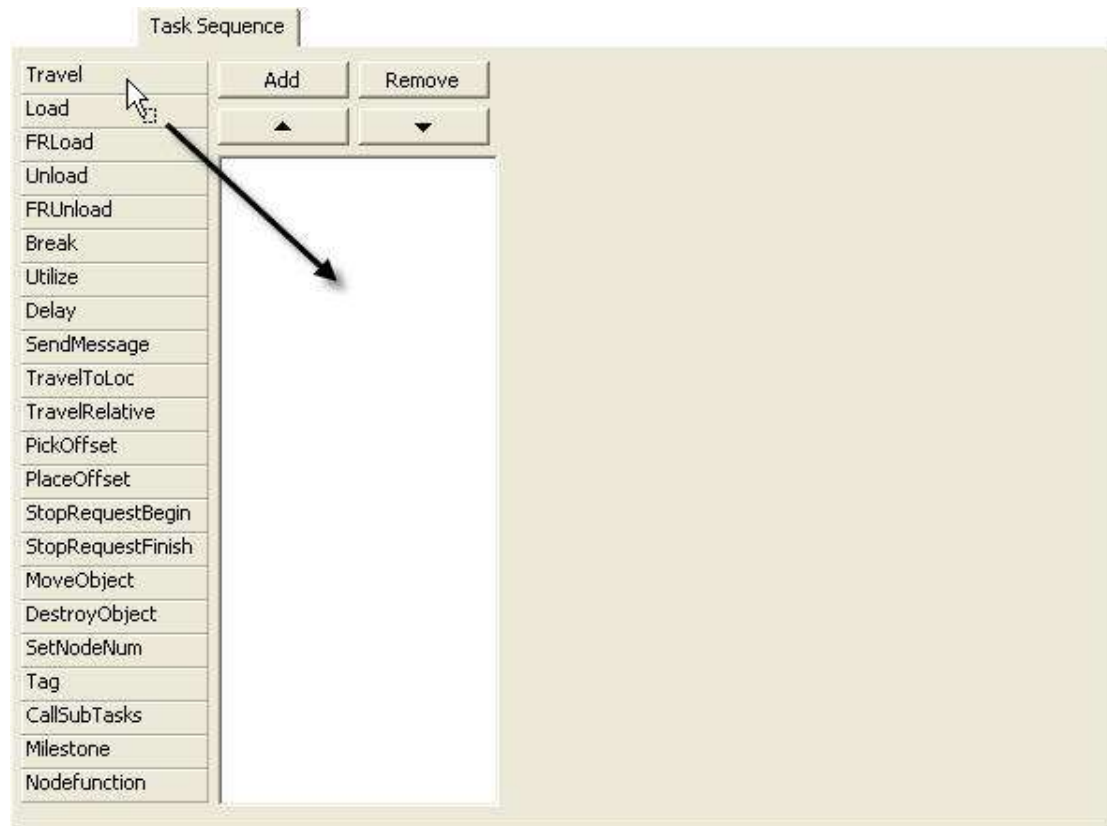 Task Sequence
Travel
Add
Remove
Load
FRLoad
Unload
FRUnload
Break
Utilize
Delay
SendMessage
TravelToLoc
TravelRelative
PickOffset
PlaceOffset
StopRequestBegin
StopRequestFinish
MoveObject
DestroyObject
SetNodeNum
Tag
CallSubTasks
Milestone
Nodefunction